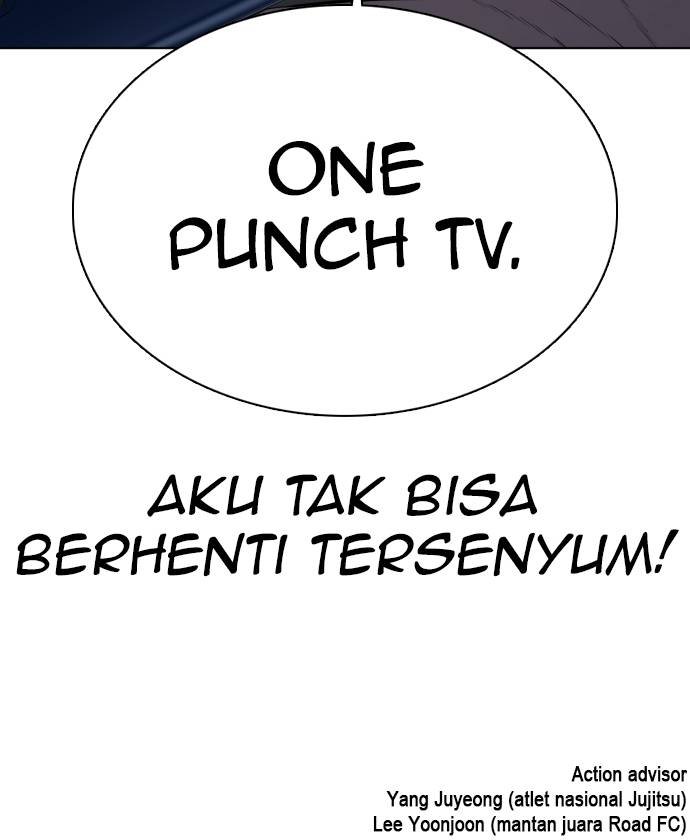 ONE
PUNCH TV.
AKU TAK BISA
BERHENTI TERSENYUM!
Action advisor
Yang Juyeong (atlet nasional Jujitsu)
Lee Yoonjoon (mantan juara Road FC)